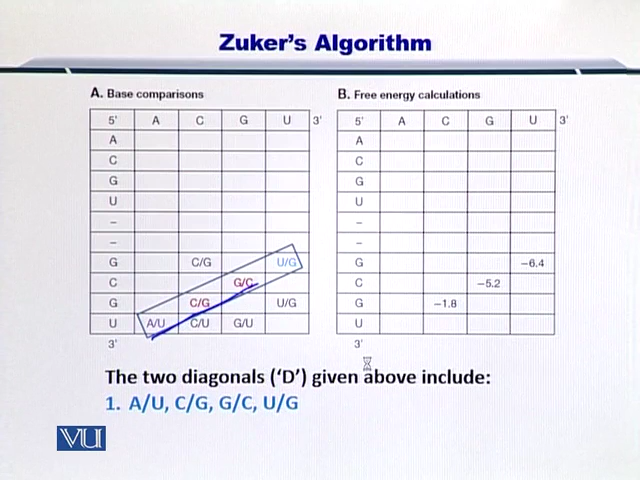 Zuker's Algorithm
A. Base comparisons
5' A C G U 3'
A
C
G
U
–
–
G C/G U/G
C G/C
G C/G U/G
U A/U C/U G/U
3'
B. Free energy calculations
5' A C G U 3'
A
C
G
U
–
–
G –6.4
C –5.2
G –1.8
U
3'
The two diagonals ('D') given above include:
1. A/U, C/G, G/C, U/G
VU